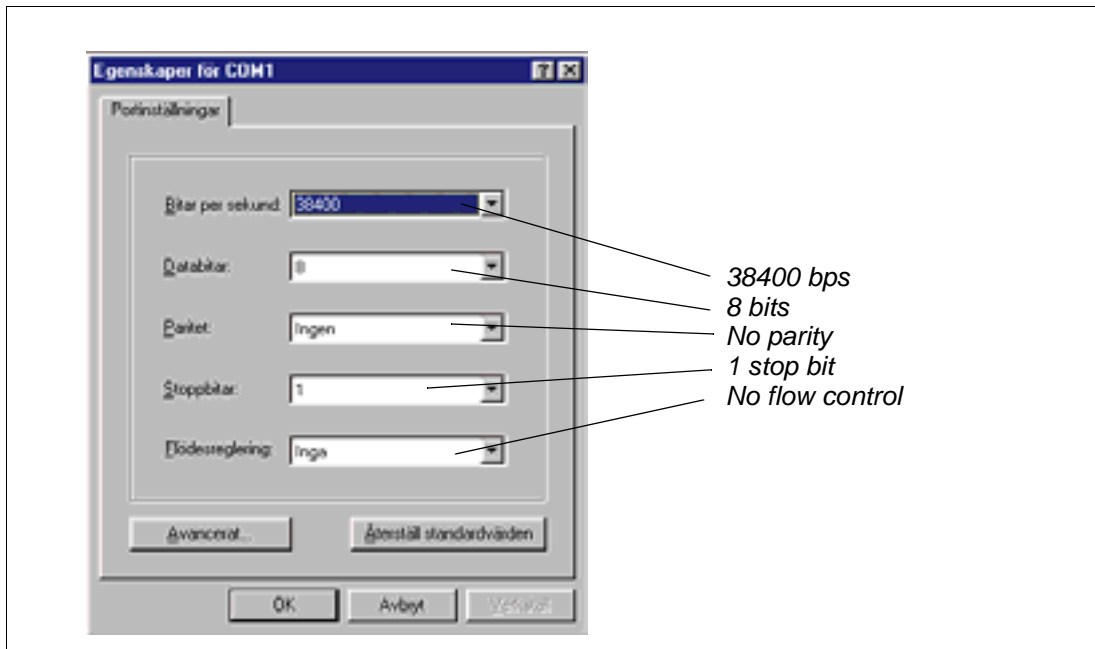 Egenskaper för COM1
Portinställningar
Bitar per sekund: 38400
Databitar: 8
Paritet: Ingen
Stoppbitar: 1
Flödesreglering: Inga
Avancerat...
Återställ standardvärden
OK
Avbryt
Verkställ
38400 bps
8 bits
No parity
1 stop bit
No flow control